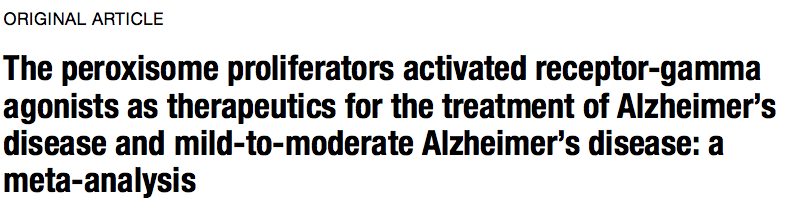 ORIGINAL ARTICLE
The peroxisome proliferators activated receptor-gamma
agonists as therapeutics for the treatment of Alzheimer’s
disease and mild-to-moderate Alzheimer’s disease: a
meta-analysis